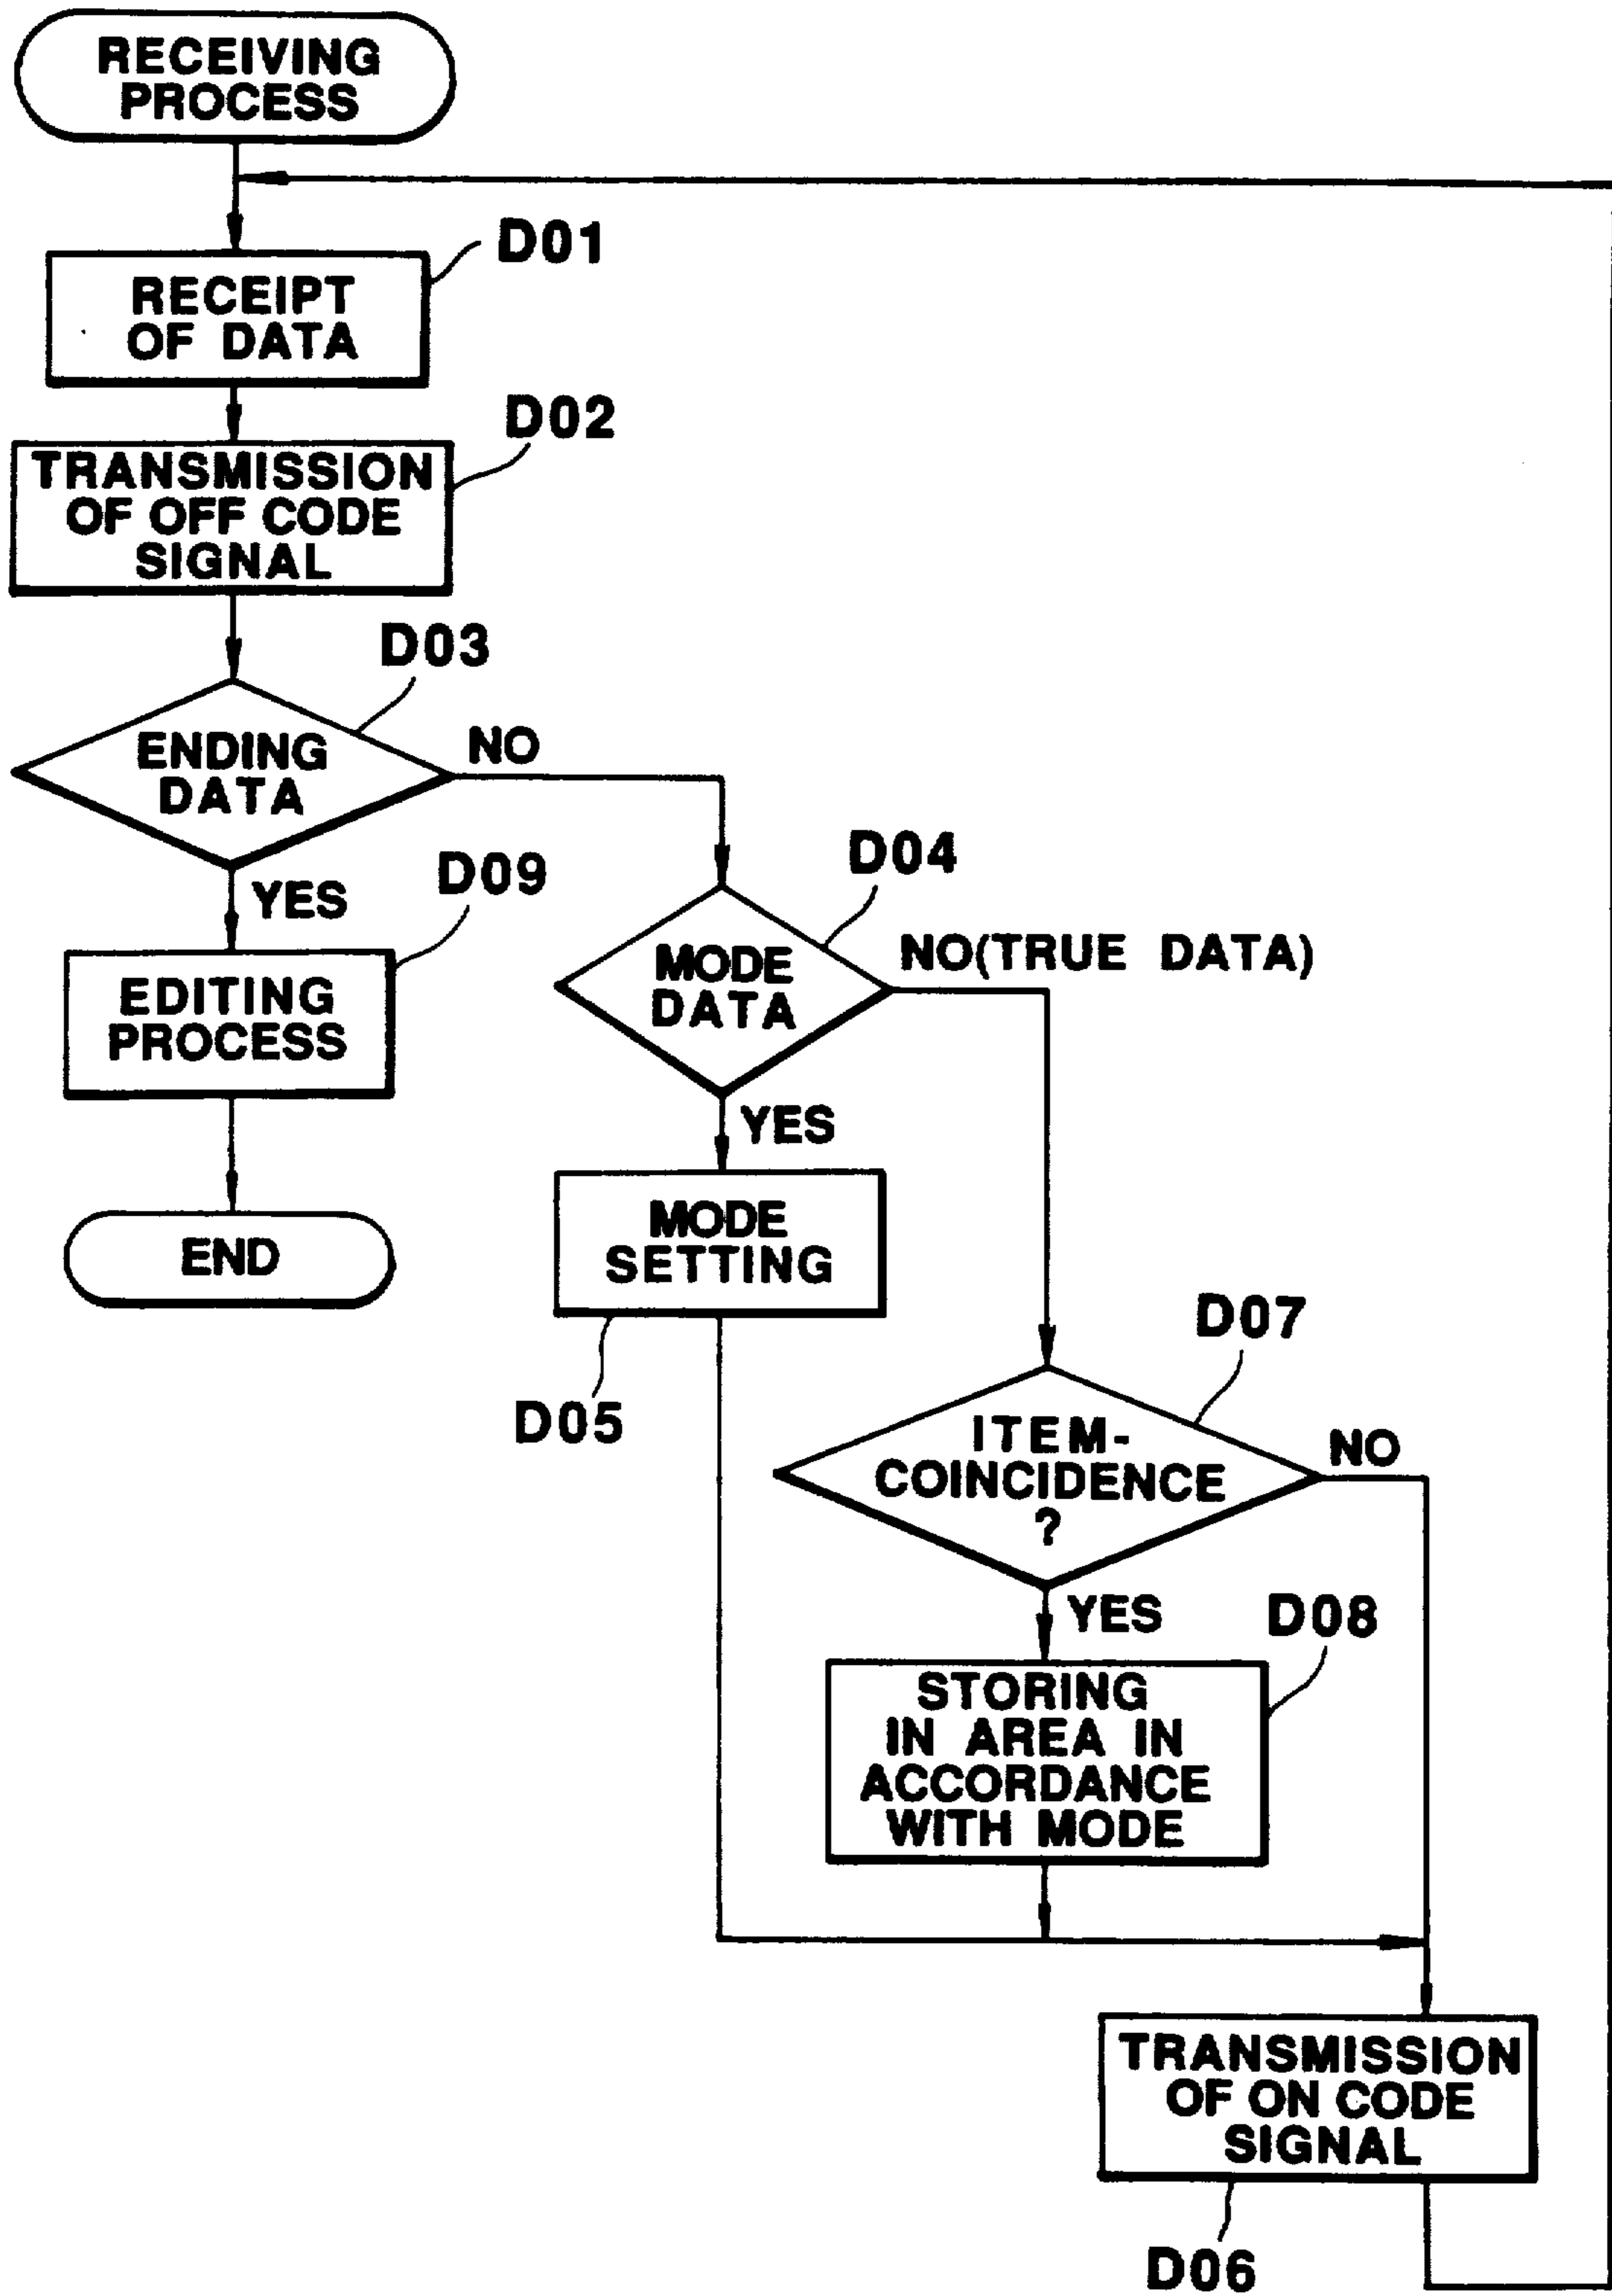 RECEIVING
PROCESS
D01
RECEIPT
OF DATA
D02
TRANSMISSION
OF OFF CODE
SIGNAL
D03
ENDING
DATA
NO
YES
D09
EDITING
PROCESS
END
D04
MODE
DATA
NO(TRUE DATA)
YES
MODE
SETTING
D05
D07
ITEM-
COINCIDENCE
?
NO
YES
D08
STORING
IN AREA IN
ACCORDANCE
WITH MODE
TRANSMISSION
OF ON CODE
SIGNAL
D06